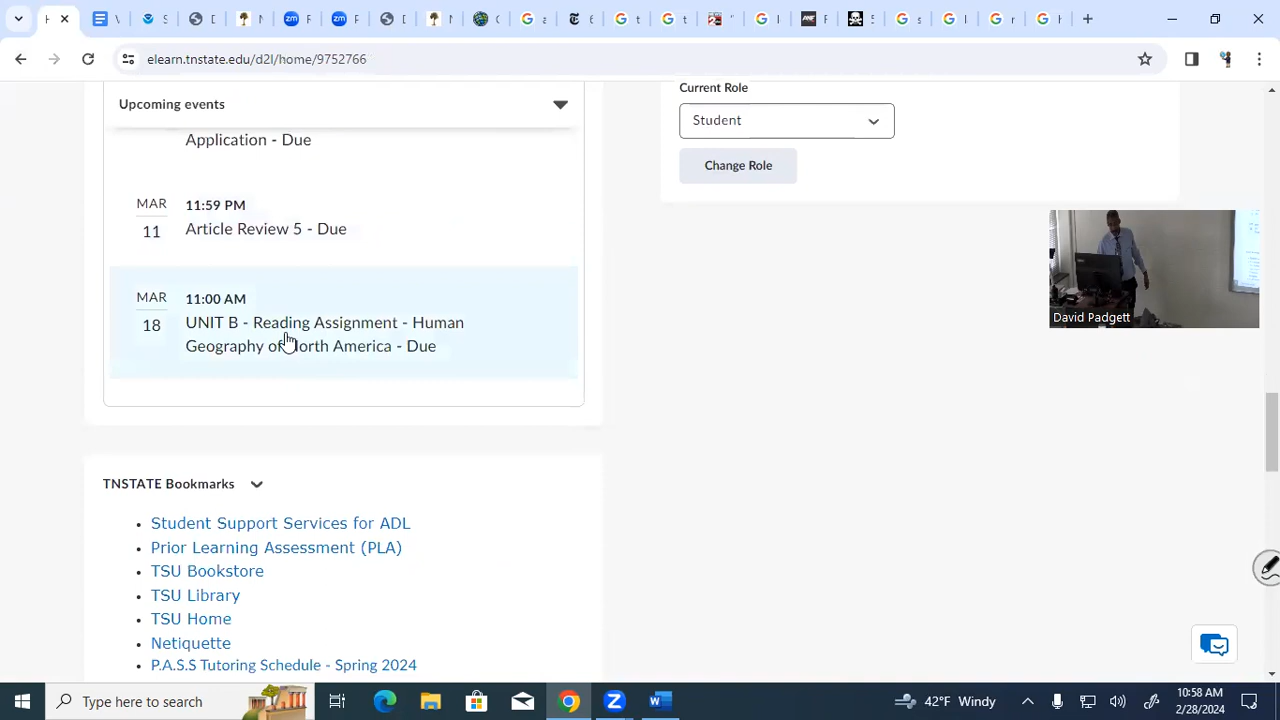 elearn.tnstate.edu/d2l/home/9752766
Upcoming events
Application - Due
MAR
11
11:59 PM
Article Review 5 - Due
MAR
18
11:00 AM
UNIT B - Reading Assignment - Human
Geography of North America - Due
TNSTATE Bookmarks
Student Support Services for ADL
Prior Learning Assessment (PLA)
TSU Bookstore
TSU Library
TSU Home
Netiquette
P.A.S.S Tutoring Schedule - Spring 2024
Current Role
Student
Change Role
David Padgett
Type here to search
42°F Windy
10:58 AM
2/28/2024